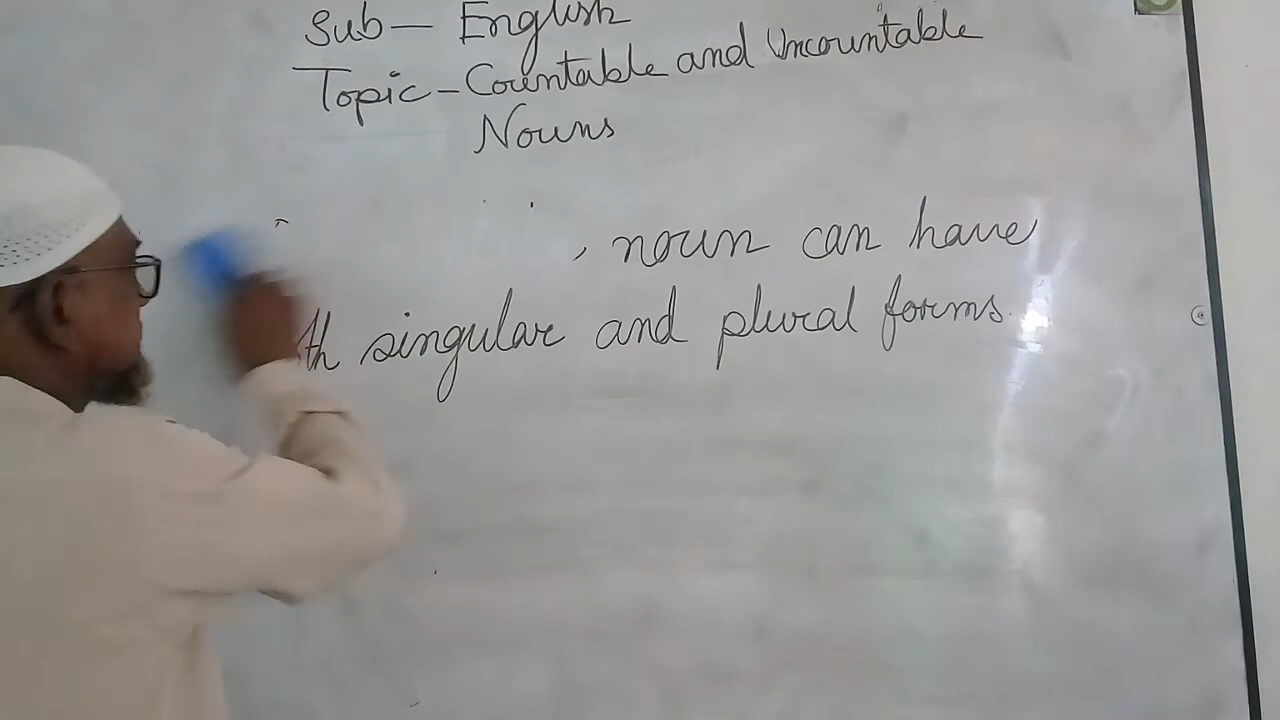 Sub— English
Topic - Countable and Uncountable
Nouns
, noun can have
th singular and plural forms.